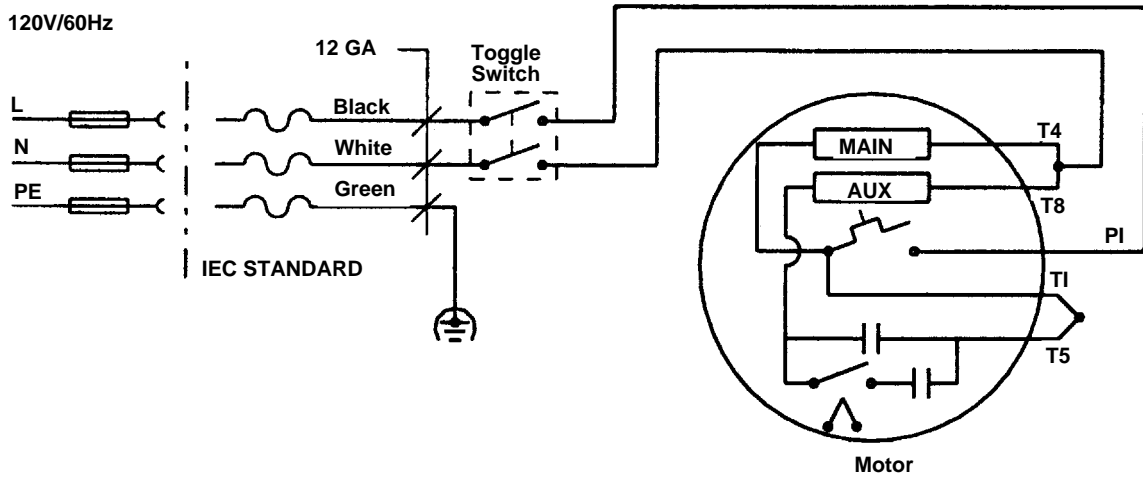 120V/60Hz
12 GA
Toggle
Switch
L
Black
N
White
PE
Green
IEC STANDARD
MAIN
T4
AUX
T8
PI
TI
T5
Motor